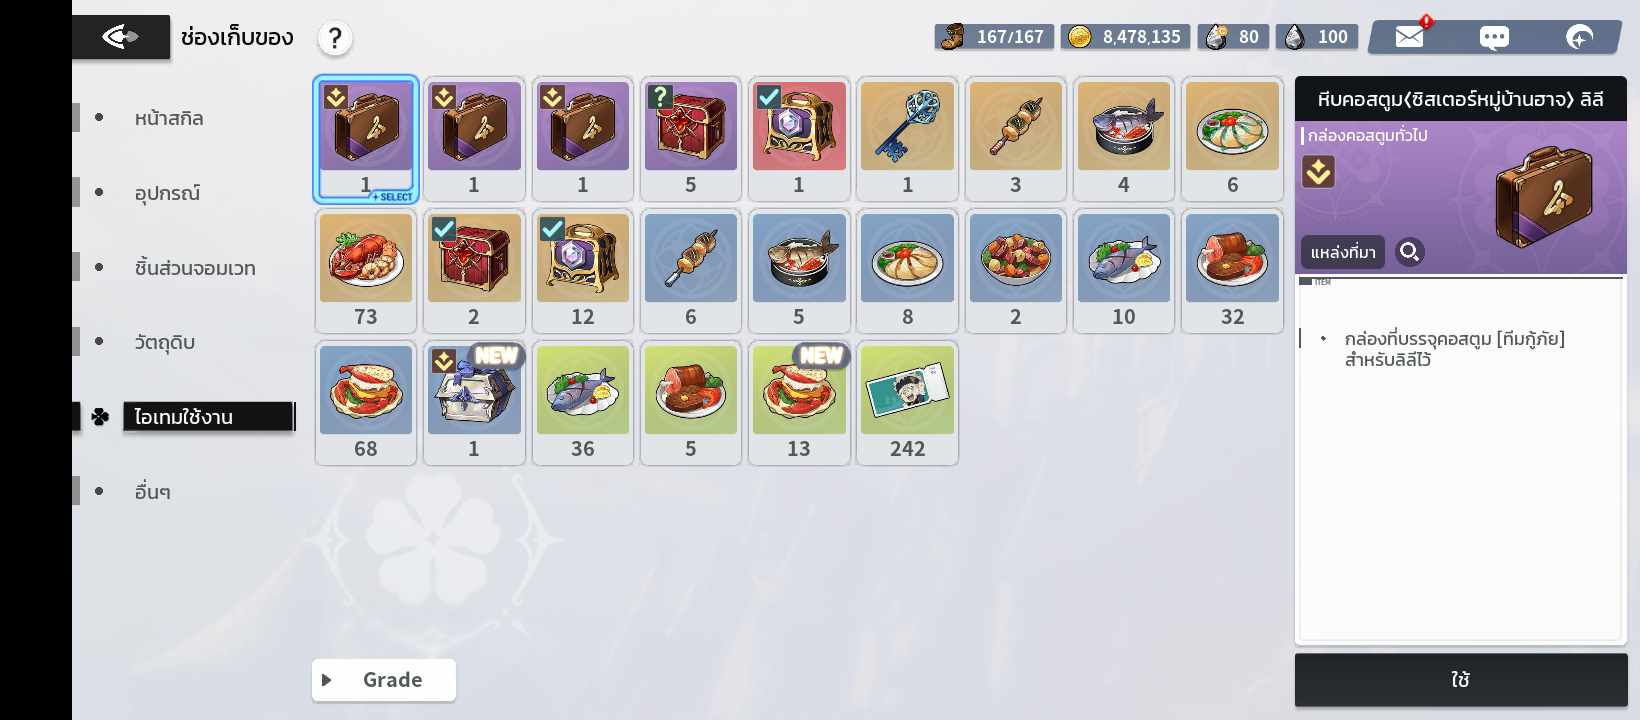 ช่องเก็บของ
?
167/167
8,478,135
80
100
หน้าสกิล
อุปกรณ์
ชิ้นส่วนจอมเวท
วัตถุดิบ
ไอเทมใช้งาน
อื่นๆ
1
SELECT
1
1
?
5
1
1
3
4
6
73
2
12
6
5
8
2
10
32
68
NEW
1
36
5
NEW
13
242
Grade
หีบคอสตูม<ซิสเตอร์หมู่บ้านฮาจ> ลิลี
กล่องคอสตูมทั่วไป
แหล่งที่มา
ITEM
กล่องที่บรรจุคอสตูม [ทีมกู้ภัย]
สำหรับลิลีไว้
ใช้